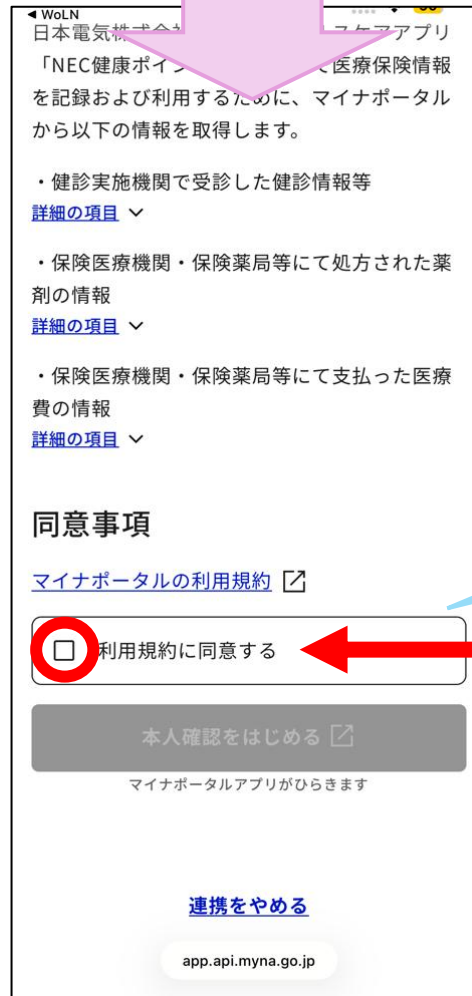 ◀ WoLN
日本電気株式会社 ルスケアアプリ
「NEC健康ポイン て医療保険情報
を記録および利用するために、マイナポータル
から以下の情報を取得します。
・健診実施機関で受診した健診情報等
詳細の項目
・保険医療機関・保険薬局等にて処方された薬
剤の情報
詳細の項目
・保険医療機関・保険薬局等にて支払った医療
費の情報
詳細の項目
同意事項
マイナポータルの利用規約
利用規約に同意する
本人確認をはじめる
マイナポータルアプリがひらきます
連携をやめる
app.api.myna.go.jp